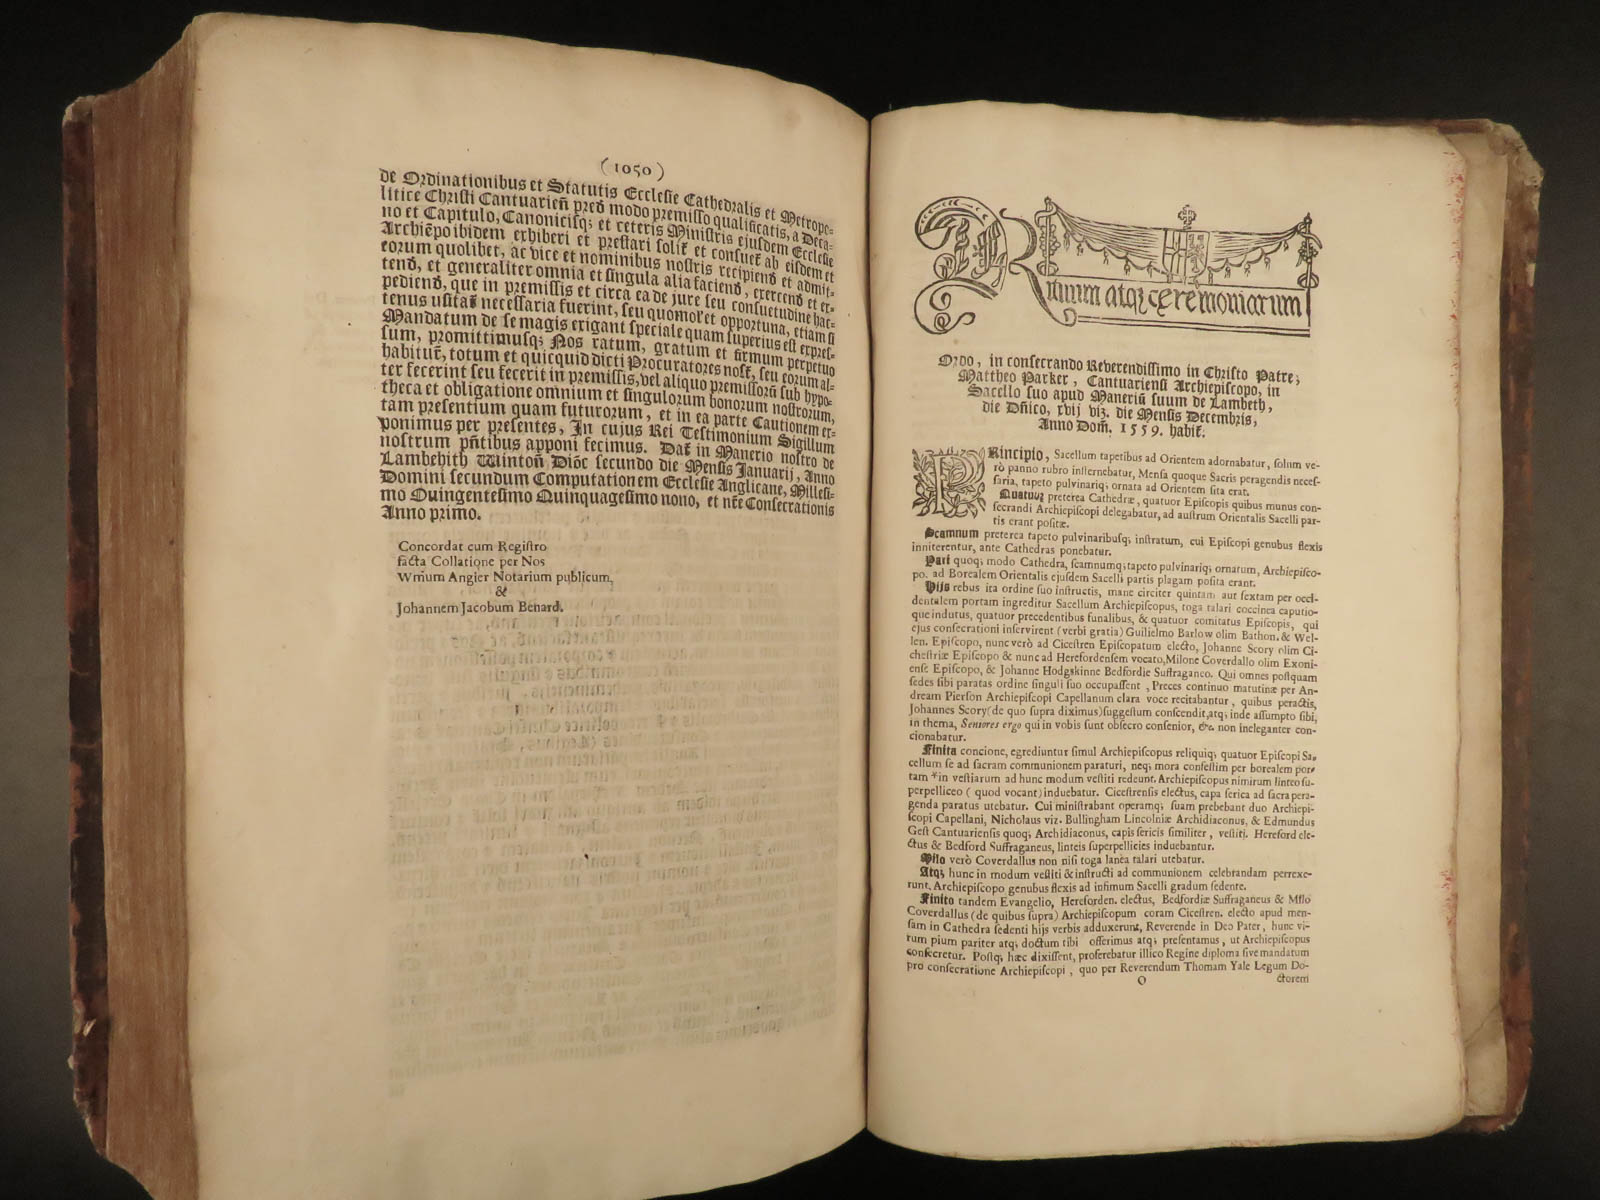 (1050)
de Ordinationibus et Statutis Ecclesie Cathedralis et Metropo-
litice Christi Cantuarien̄ pred̄ modo premisso qualificatis, a Deca-
no et Capitulo, Canonicisq; et ceteris Ministris ejusdem Ecclesie
Archiēpo ibidem exhiberi et prestari solit̄ et consuet̄ ab eisdem et
eorum quolibet, ac vice et nominibus nostris recipiend̄ et admit-
tend̄, et generaliter omnia et singula alia faciend̄, exercend̄ et ex-
pediend̄, que in premissis et circa ea de jure seu consuetudine hac-
tenus usitat̄ necessaria fuerint, seu quomolꝫet opportuna, etiam si
Mandatum de se magis exigant speciale quam superius est expres-
sum, promittimusq; Nos ratum, gratum et firmum perpetuo
habitur̄, totum et quicquid dicti Procuratores nostr̄, seu eorum al-
ter fecerint seu fecerit in premissis, vel aliquo premissorū sub hypo-
theca et obligatione omnium et singulorum bonorum nostrorum,
tam presentium quam futurorum, et in ea parte Cautionem ex-
ponimus per presentes, In cujus Rei Testimonium Sigillum
nostrum pn̄tibus apponi fecimus. Dat̄ in Manerio nostro de
Lambehith Winton̄ Diōc secundo die Mensis Januarij, Anno
Domini secundum Computationem Ecclesie Anglicane, Millesi-
mo Quingentesimo Quinquagesimo nono, et nr̄e Consecrationis
Anno primo.
Concordat cum Registro
facta Collatione per Nos
Wm̄um Angier Notarium publicum,
&
Johannem Jacobum Benard.
Rituum atq; cęremoniarum
Ordo, in consecrando Reverendissimo in Christo Patre;
Mattheo Parker, Cantuariensi Archiepiscopo, in
Sacello suo apud Maneriū suum de Lambeth,
die Dn̄ico, xvij viz. die Mensis Decembris,
Anno Dom̄. 1559. habit̄.
PRincipio, Sacellum tapetibus ad Orientem adornabatur, solum ve-
rò panno rubro insternebatur, Mensa quoque Sacris peragendis neces-
saria, tapeto pulvinariq; ornata ad Orientem sita erat.
Quatuor preterea Cathedræ, quatuor Episcopis quibus munus con-
secrandi Archiepiscopi delegabatur, ad austrum Orientalis Sacelli par-
tis erant positæ.
Scamnum preterea tapeto pulvinaribusq; instratum, cui Episcopi genubus flexis
inniterentur, ante Cathedras ponebatur.
Pari quoq; modo Cathedra, scamnumq; tapeto pulvinariq; ornatum, Archiepisco-
po. ad Borealem Orientalis ejusdem Sacelli partis plagam posita erant.
Hijs rebus ita ordine suo instructis, mane circiter quintam aut sextam per occi-
dentalem portam ingreditur Sacellum Archiepiscopus, toga talari coccinea caputio-
que indutus, quatuor precedentibus funalibus, & quatuor comitatus Episcopis, qui
ejus consecrationi inservirent (verbi gratia) Guilielmo Barlow olim Bathon. & Wel-
len. Episcopo, nunc verò ad Cicestren Episcopatum electo, Johanne Scory olim Ci-
chestriæ Episcopo & nunc ad Herefordensem vocato, Milone Coverdallo olim Exoni-
ense Episcopo, & Johanne Hodgskinne Bedfordie Suffraganeo. Qui omnes postquam
sedes sibi paratas ordine singuli suo occupassent, Preces continuo matutinæ per An-
dream Pierson Archiepiscopi Capellanum clara voce recitabantur, quibus peractis,
Johannes Scory (de quo supra diximus) suggestum conscendit, atq; inde assumpto sibi,
in thema, Seniores ergo qui in vobis sunt obsecro consenior, &c. non ineleganter con-
cionabatur.
Finita concione, egrediuntur simul Archiepiscopus reliquiq; quatuor Episcopi Sa-
cellum se ad sacram communionem paraturi, neq; mora confestim per borealem por-
tam *in vestiarum ad hunc modum vestiti redeunt. Archiepiscopus nimirum linteo su-
perpelliceo ( quod vocant) induebatur. Cicestrensis electus, capa serica ad sacra pera-
genda paratus utebatur. Cui ministrabant operamq; suam prebebant duo Archiepi-
scopi Capellani, Nicholaus viz. Bullingham Lincolniæ Archidiaconus, & Edmundus
Gest Cantuariensis quoq; Archidiaconus, capis sericis similiter, vestiti. Hereford ele-
ctus & Bedford Suffraganeus, linteis superpelliceis induebantur.
Milo verò Coverdallus non nisi toga lanea talari utebatur.
Atq; hunc in modum vestiti & instructi ad communionem celebrandam perrexe-
runt. Archiepiscopo genubus flexis ad infimum Sacelli gradum sedente.
Finito tandem Evangelio, Hereforden. electus, Bedfordiæ Suffraganeus & Milo
Coverdallus (de quibus supra) Archiepiscopum coram Cicestren. electo apud men-
sam in Cathedra sedenti hijs verbis adduxerunt, Reverende in Deo Pater, hunc vi-
rum pium pariter atq; doctum tibi offerimus atq; presentamus, ut Archiepiscopus
consecretur. Postq; hæc dixissent, proferebatur illico Regine diploma sive mandatum
pro consecratione Archiepiscopi, quo per Reverendum Thomam Yale Legum Do-
O ctorem